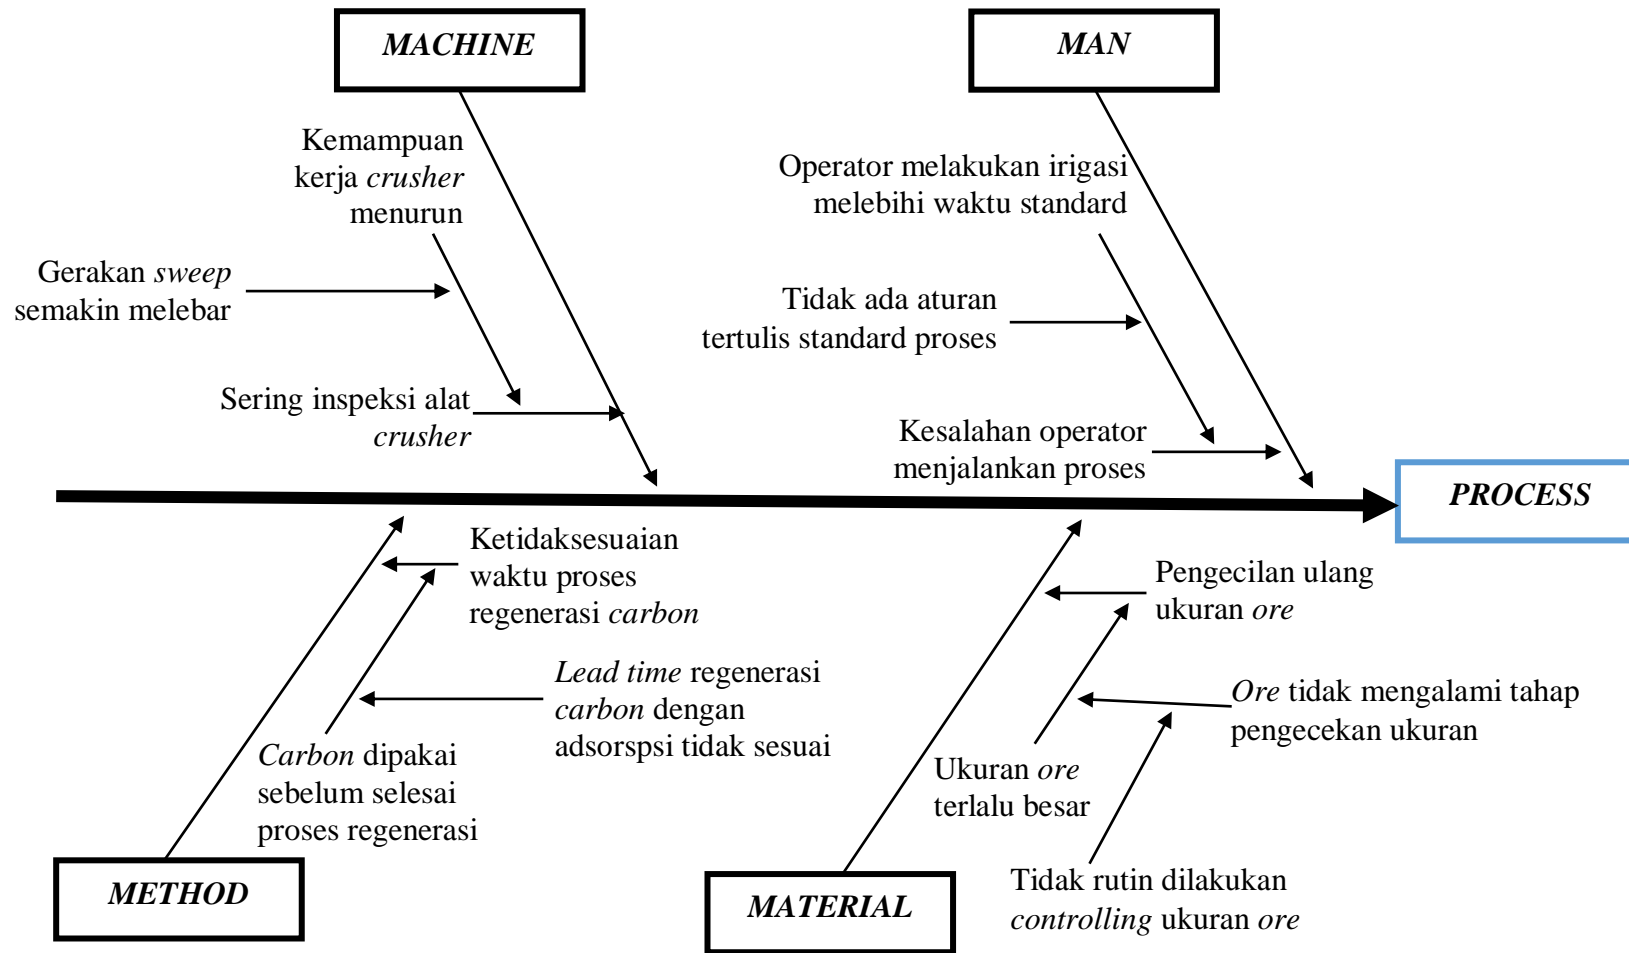 MACHINE
MAN
Kemampuan
kerja crusher
menurun
Operator melakukan irigasi
melebihi waktu standard
Gerakan sweep
semakin melebar
Tidak ada aturan
tertulis standard proses
Sering inspeksi alat
crusher
Kesalahan operator
menjalankan proses
PROCESS
Ketidaksesuaian
waktu proses
regenerasi carbon
Pengecilan ulang
ukuran ore
Lead time regenerasi
carbon dengan
adsorspsi tidak sesuai
Ore tidak mengalami tahap
pengecekan ukuran
Carbon dipakai
sebelum selesai
proses regenerasi
Ukuran ore
terlalu besar
METHOD
MATERIAL
Tidak rutin dilakukan
controlling ukuran ore